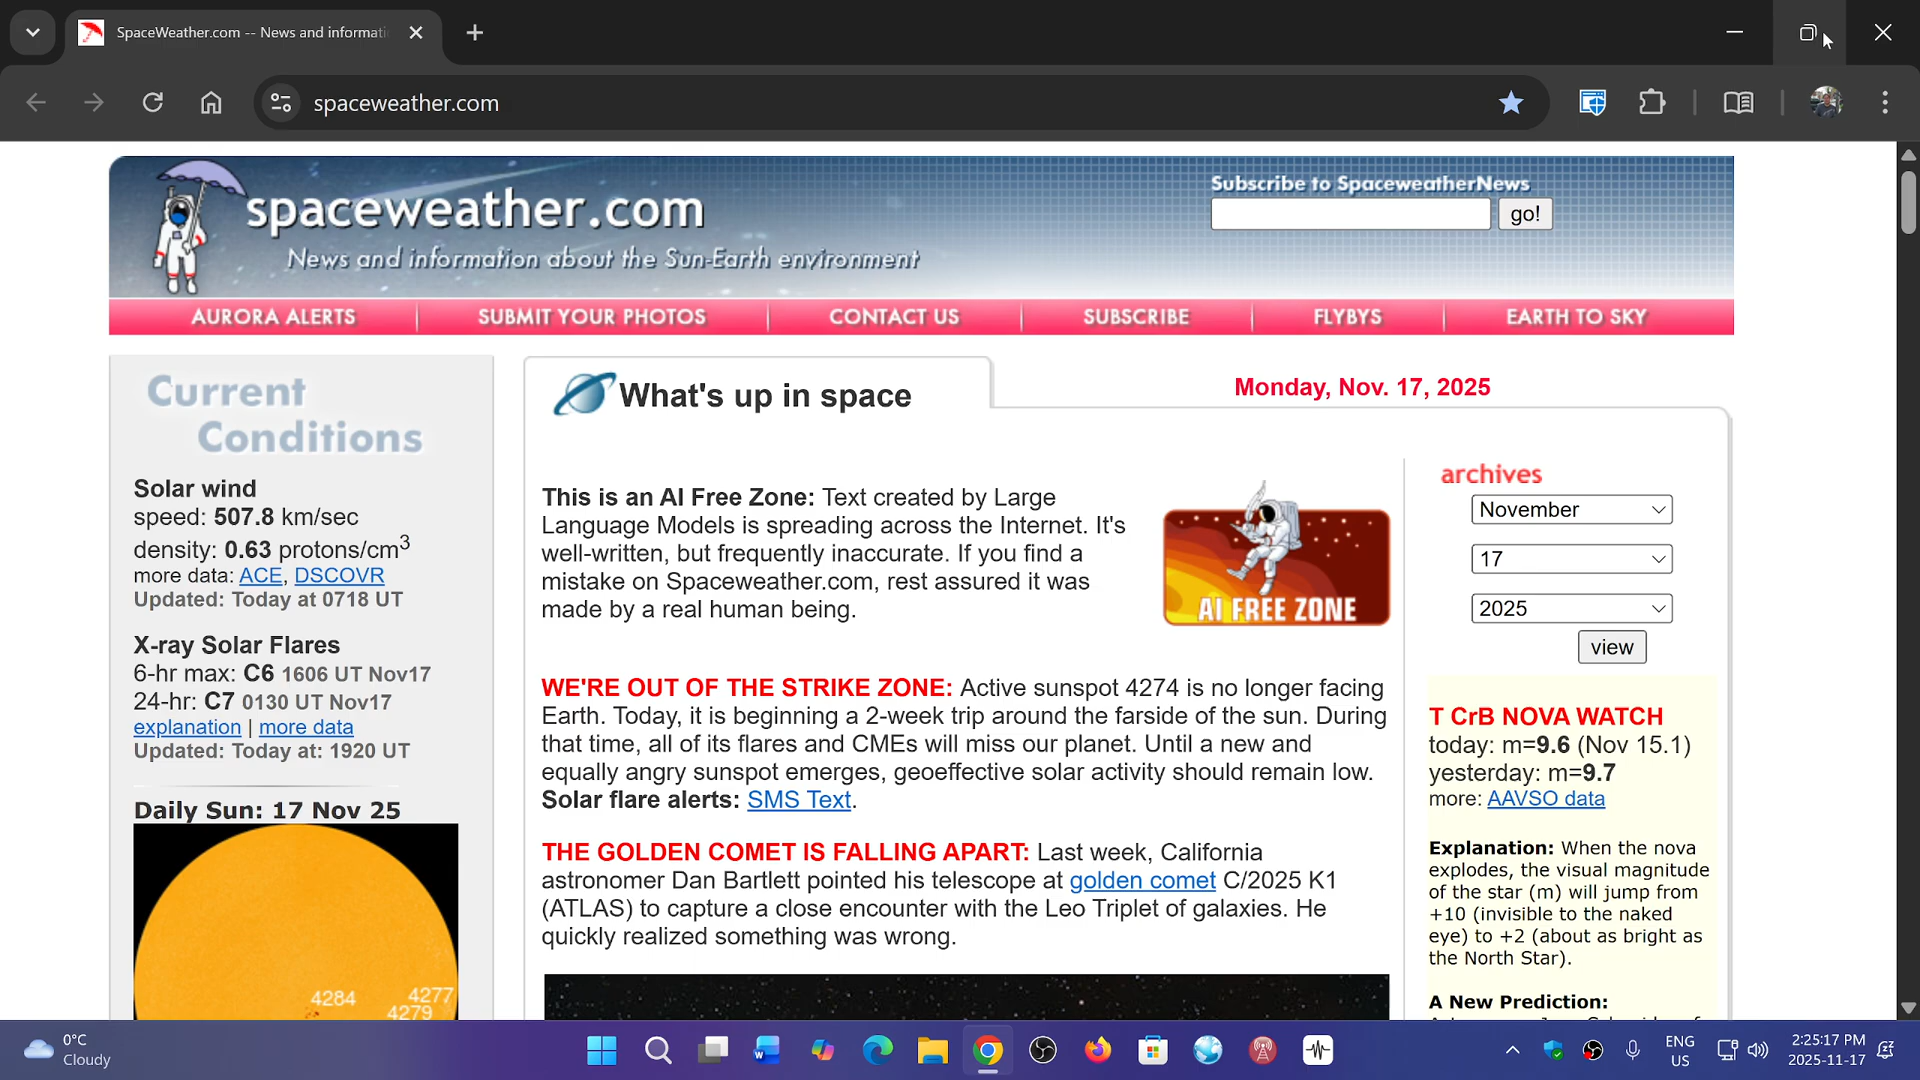 SpaceWeather.com -- News and informati
spaceweather.com
spaceweather.com
News and information about the Sun-Earth environment
Subscribe to SpaceweatherNews
go!
AURORA ALERTS
SUBMIT YOUR PHOTOS
CONTACT US
SUBSCRIBE
FLYBYS
EARTH TO SKY
Current
Conditions
Solar wind
speed: 507.8 km/sec
density: 0.63 protons/cm3
more data: ACE, DSCOVR
Updated: Today at 0718 UT
X-ray Solar Flares
6-hr max: C6 1606 UT Nov17
24-hr: C7 0130 UT Nov17
explanation | more data
Updated: Today at: 1920 UT
Daily Sun: 17 Nov 25
4284
4277
4279
What's up in space
Monday, Nov. 17, 2025
This is an AI Free Zone: Text created by Large
Language Models is spreading across the Internet. It's
well-written, but frequently inaccurate. If you find a
mistake on Spaceweather.com, rest assured it was
made by a real human being.
AI FREE ZONE
WE'RE OUT OF THE STRIKE ZONE: Active sunspot 4274 is no longer facing
Earth. Today, it is beginning a 2-week trip around the farside of the sun. During
that time, all of its flares and CMEs will miss our planet. Until a new and
equally angry sunspot emerges, geoeffective solar activity should remain low.
Solar flare alerts: SMS Text.
THE GOLDEN COMET IS FALLING APART: Last week, California
astronomer Dan Bartlett pointed his telescope at golden comet C/2025 K1
(ATLAS) to capture a close encounter with the Leo Triplet of galaxies. He
quickly realized something was wrong.
archives
November
17
2025
view
T CrB NOVA WATCH
today: m=9.6 (Nov 15.1)
yesterday: m=9.7
more: AAVSO data
Explanation: When the nova
explodes, the visual magnitude
of the star (m) will jump from
+10 (invisible to the naked
eye) to +2 (about as bright as
the North Star).
A New Prediction:
0°C
Cloudy
ENG
US
2:25:17 PM
2025-11-17